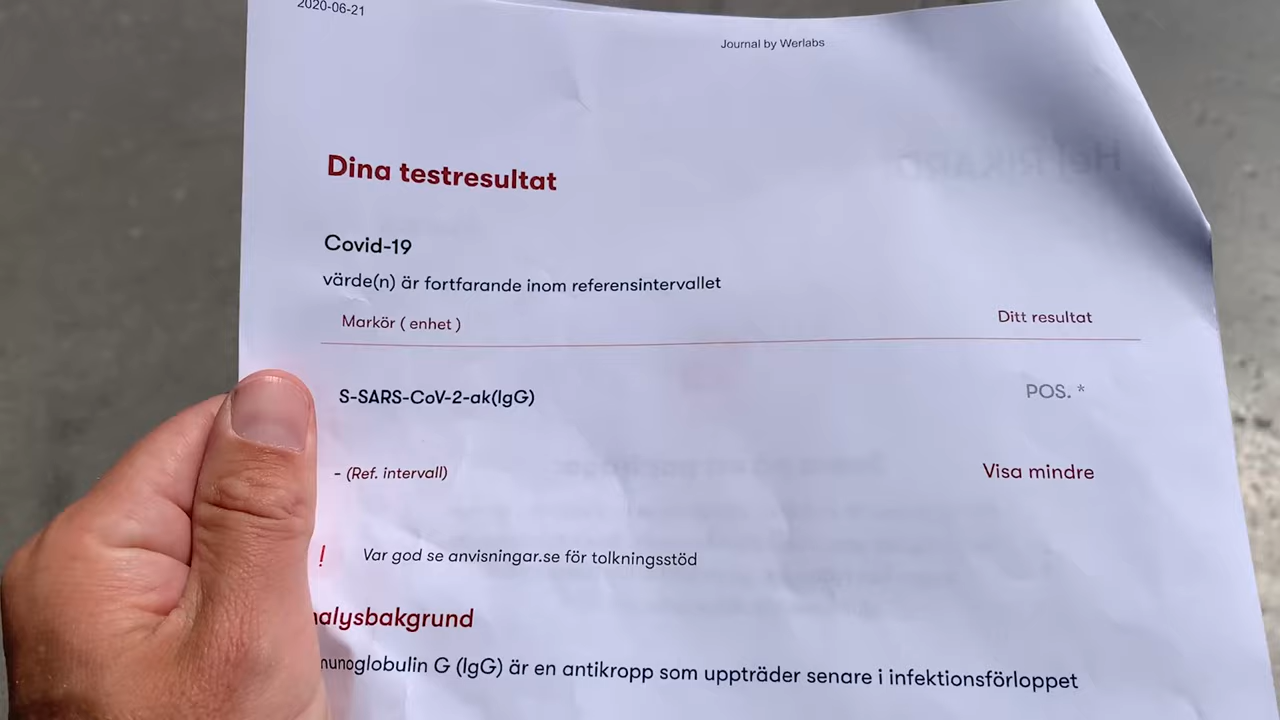 2020-06-21
Journal by Werlabs
Dina testresultat
Covid-19
värde(n) är fortfarande inom referensintervallet
Markör ( enhet ) Ditt resultat
S-SARS-CoV-2-ak(IgG) POS. *
- (Ref. intervall) Visa mindre
! Var god se anvisningar.se för tolkningsstöd
nalysbakgrund
munoglobulin G (IgG) är en antikropp som uppträder senare i infektionsförloppet